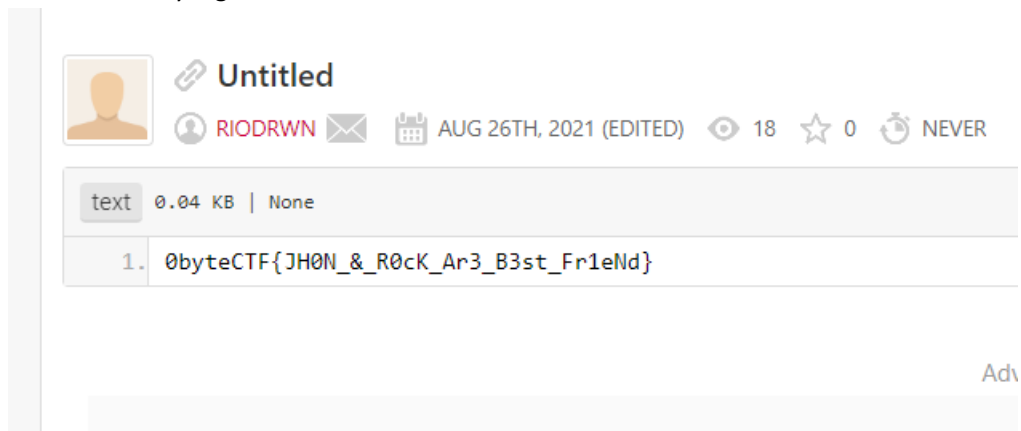 Untitled
RIODRWN AUG 26TH, 2021 (EDITED) 18 0 NEVER
text 0.04 KB | None
1. 0byteCTF{JH0N_&_R0cK_Ar3_B3st_Fr1eNd}
Adv